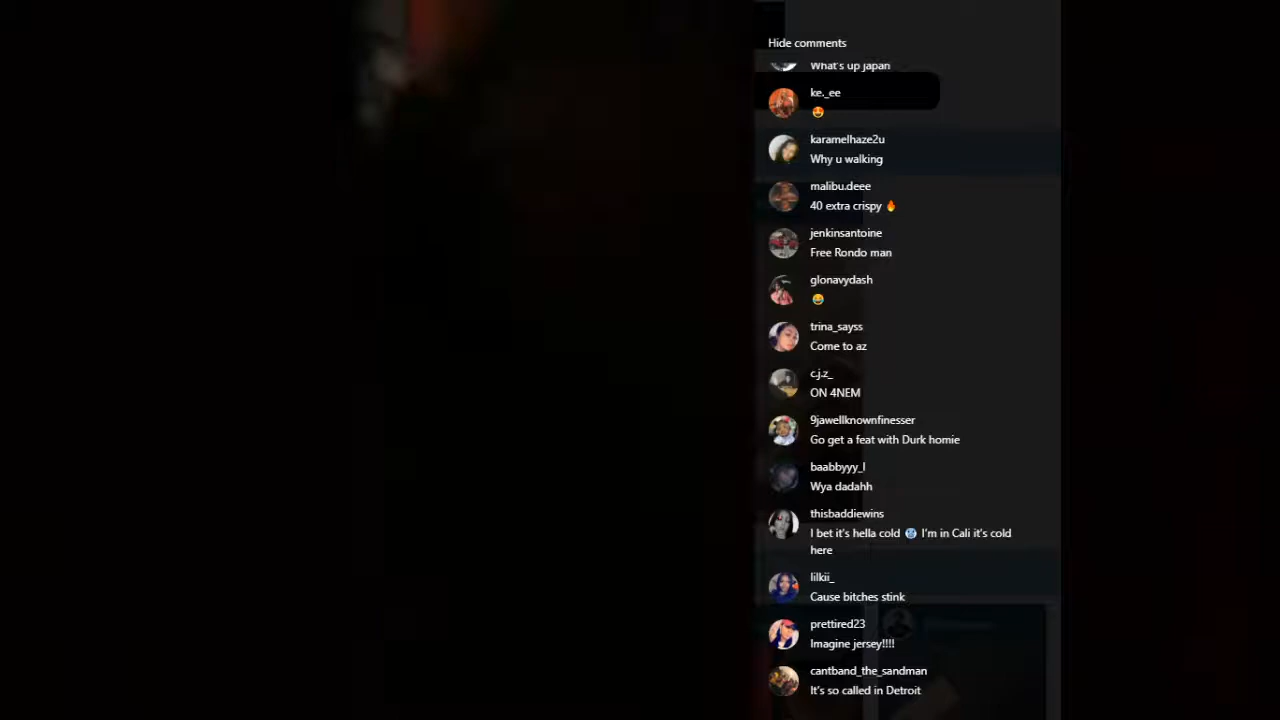 Hide comments
What's up japan
ke._ee
🤩
karamelhaze2u
Why u walking
malibu.deee
40 extra crispy 🔥
jenkinsantoine
Free Rondo man
glonavydash
😂
trina_sayss
Come to az
c.j.z_
ON 4NEM
9jawellknownfinesser
Go get a feat with Durk homie
baabbyyy_l
Wya dadahh
thisbaddiewins
I bet it's hella cold 🥶 I'm in Cali it's cold
here
lilkii_
Cause bitches stink
prettired23
Imagine jersey!!!!
cantband_the_sandman
It's so called in Detroit